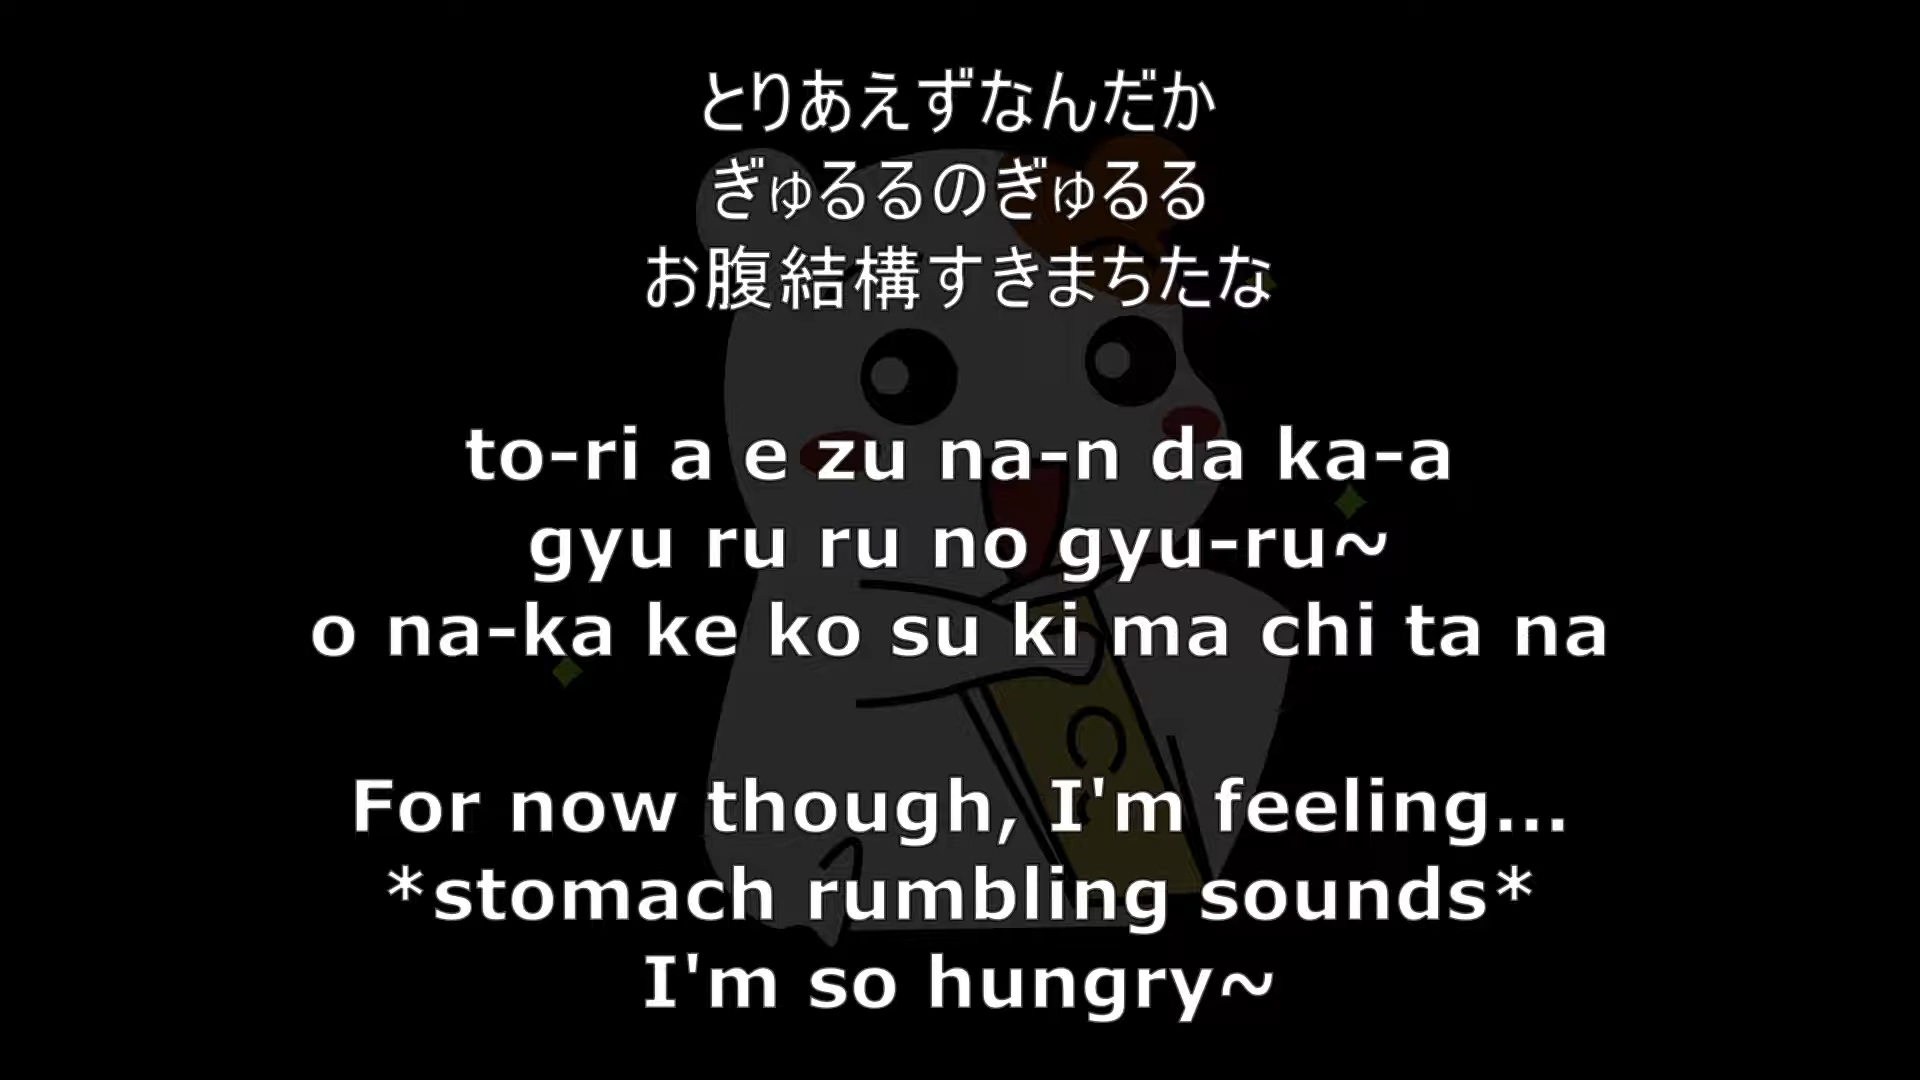 とりあえずなんだか
ぎゅるるのぎゅるる
お腹結構すきまちたな
to-ri a e zu na-n da ka-a
gyu ru ru no gyu-ru~
o na-ka ke ko su ki ma chi ta na
For now though, I'm feeling...
*stomach rumbling sounds*
I'm so hungry~